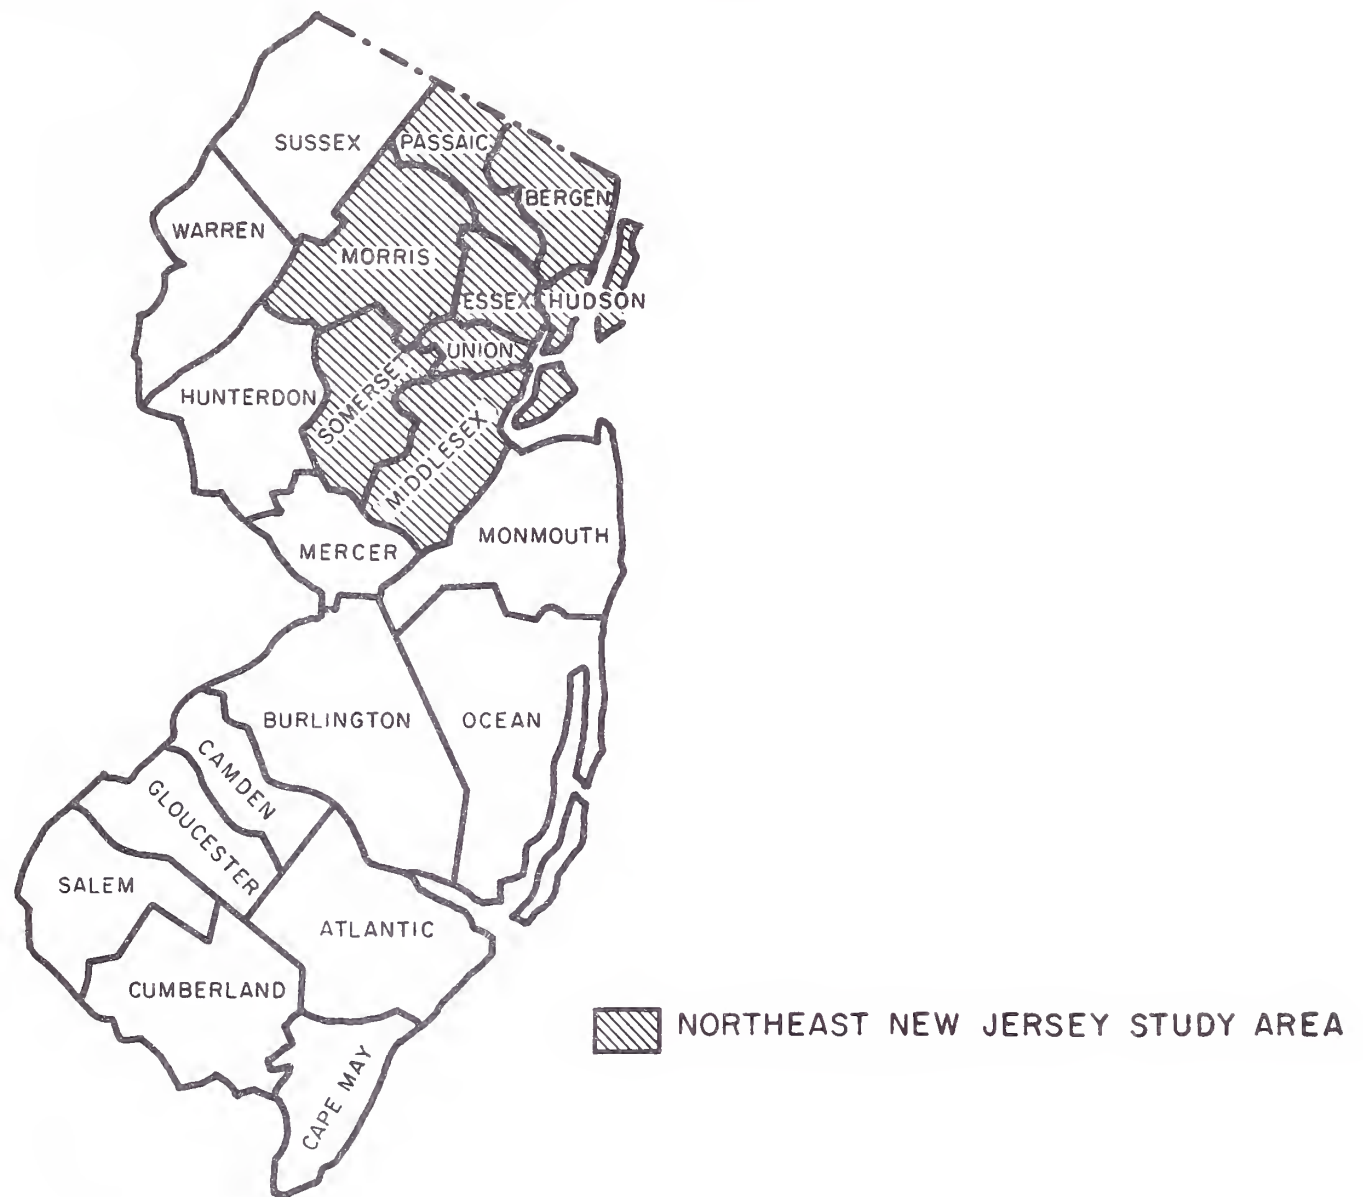 SUSSEX
PASSAIC
BERGEN
WARREN
MORRIS
ESSEX
HUDSON
UNION
HUNTERDON
SOMERSET
MIDDLESEX
MERCER
MONMOUTH
BURLINGTON
OCEAN
CAMDEN
GLOUCESTER
SALEM
ATLANTIC
CUMBERLAND
CAPE MAY
NORTHEAST NEW JERSEY STUDY AREA